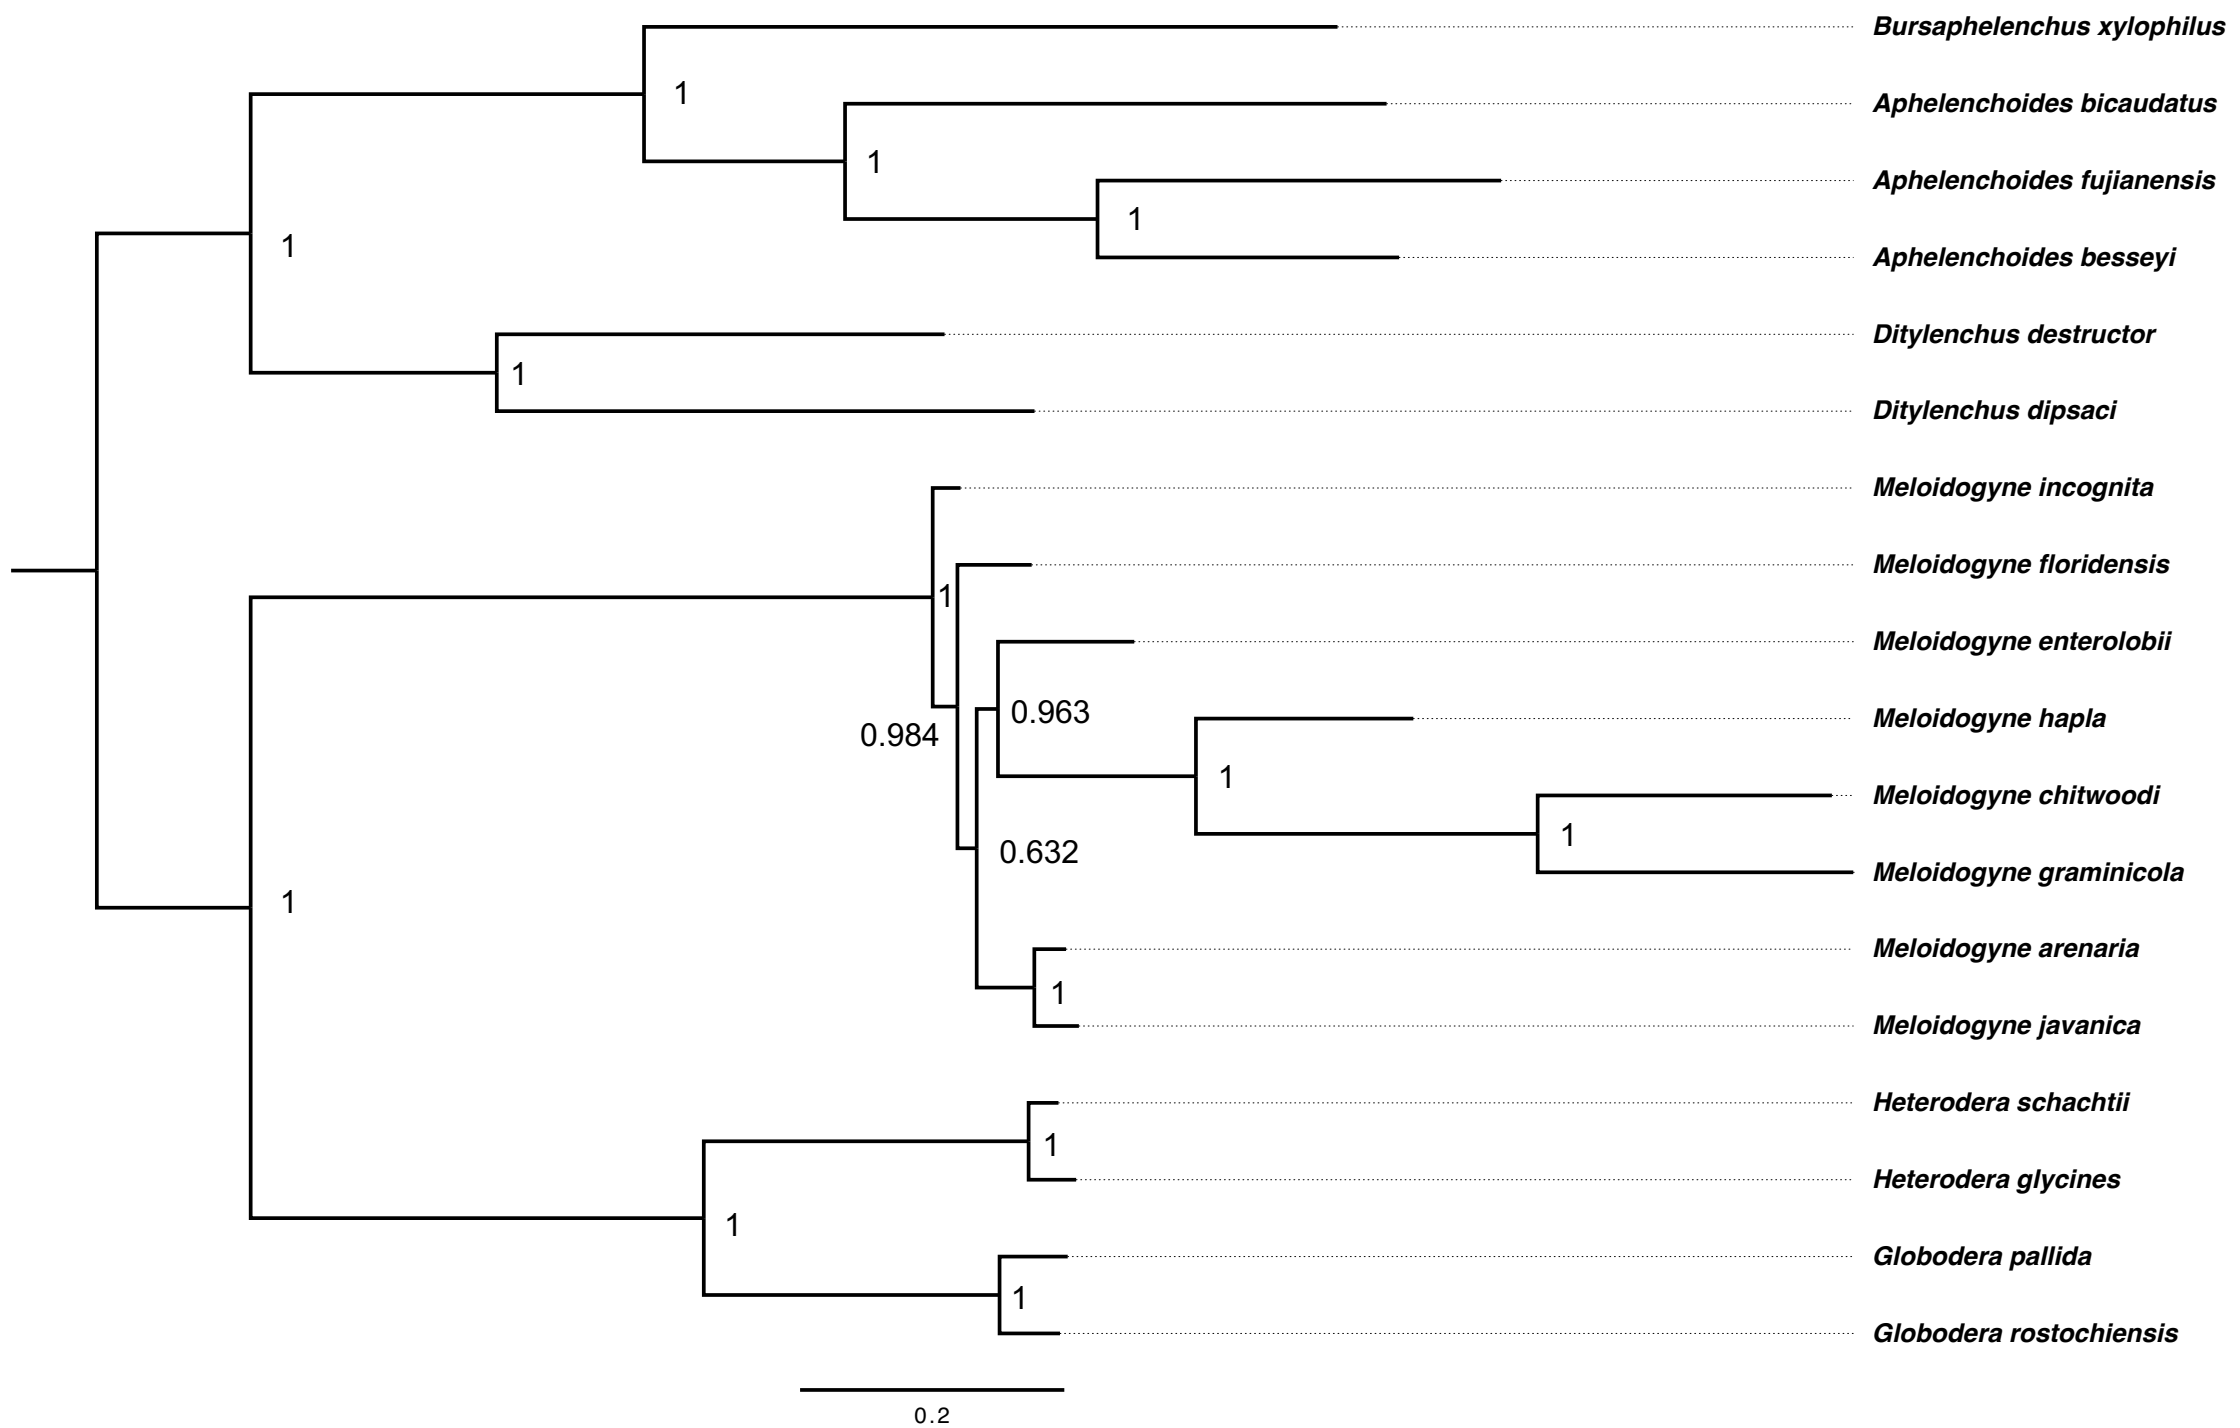 Bursaphelenchus xylophilus
1
Aphelenchoides bicaudatus
1
Aphelenchoides fujianensis
1
1
Aphelenchoides besseyi
Ditylenchus destructor
1
Ditylenchus dipsaci
Meloidogyne incognita
Meloidogyne floridensis
1
Meloidogyne enterolobii
0.963
Meloidogyne hapla
0.984
1
Meloidogyne chitwoodi
1
0.632
Meloidogyne graminicola
1
Meloidogyne arenaria
1
Meloidogyne javanica
Heterodera schachtii
1
Heterodera glycines
1
Globodera pallida
1
Globodera rostochiensis
0.2